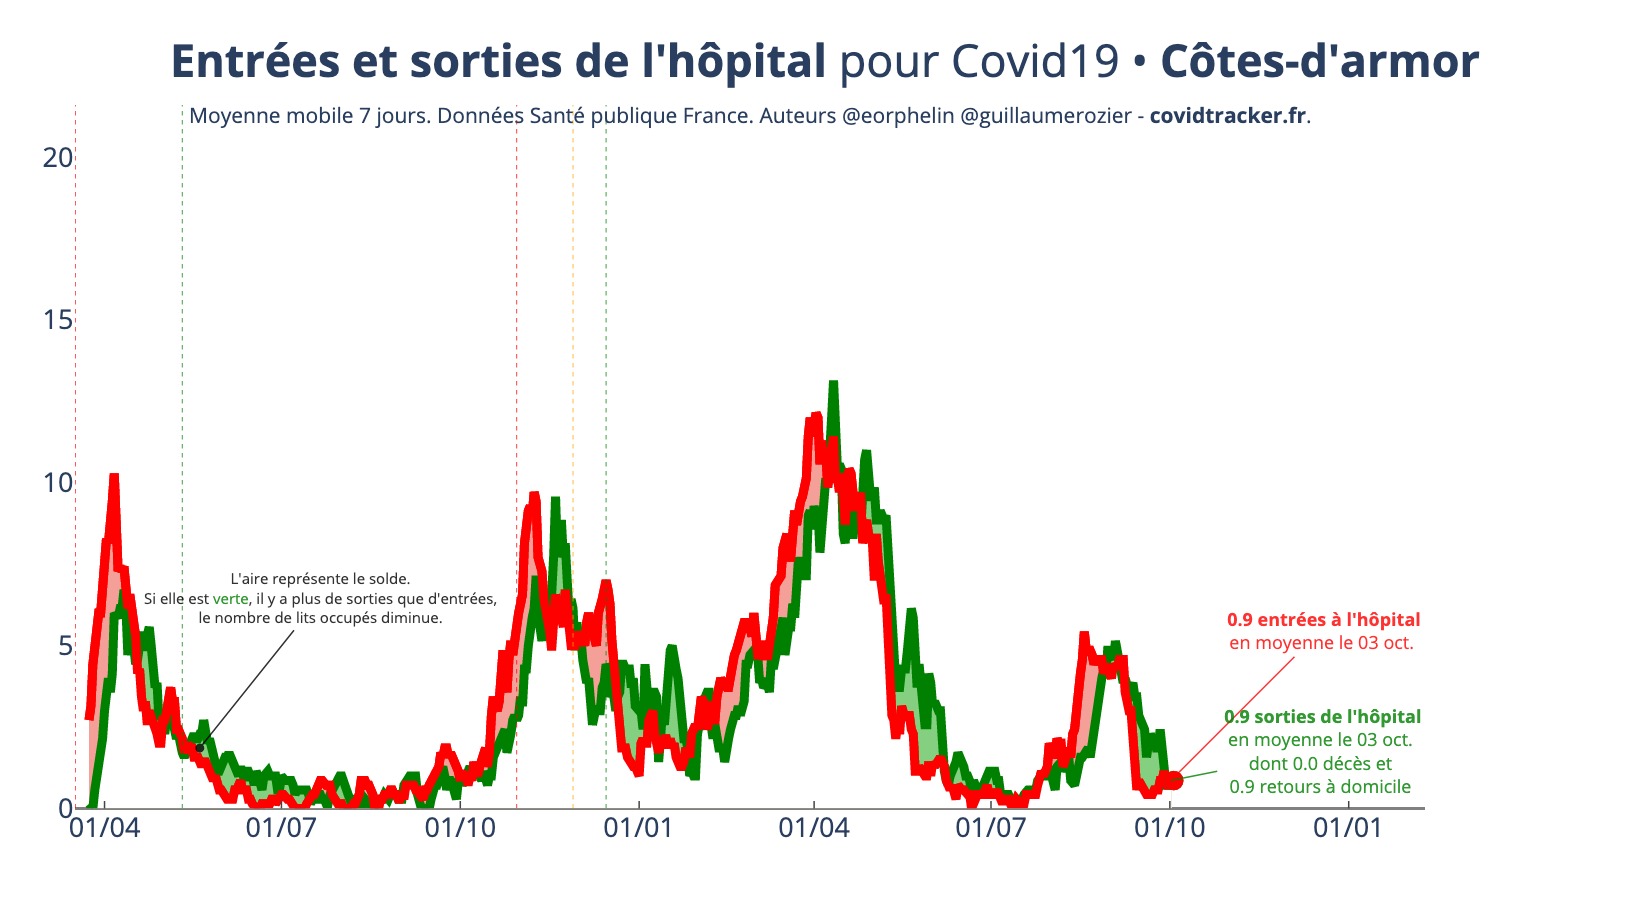 Entrées et sorties de l'hôpital pour Covid19 • Côtes-d'armor
Moyenne mobile 7 jours. Données Santé publique France. Auteurs @eorphelin @guillaumerozier - covidtracker.fr.
20
15
10
5
0
L'aire représente le solde.
Si elle est verte, il y a plus de sorties que d'entrées,
le nombre de lits occupés diminue.
0.9 entrées à l'hôpital
en moyenne le 03 oct.
0.9 sorties de l'hôpital
en moyenne le 03 oct.
dont 0.0 décès et
0.9 retours à domicile
01/04
01/07
01/10
01/01
01/04
01/07
01/10
01/01